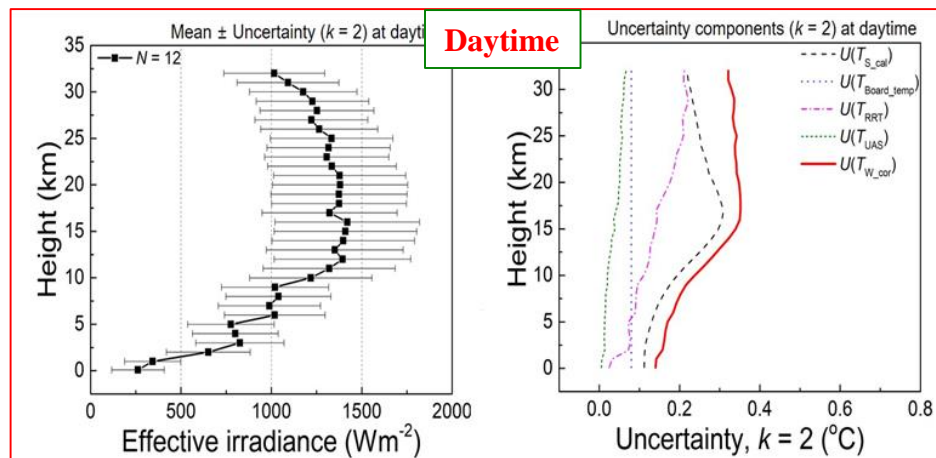 Mean ± Uncertainty (k = 2) at dayti
Daytime
N = 12
35
30
25
20
15
10
5
0
Height (km)
0 500 1000 1500 2000
Effective irradiance (Wm-2)
Uncertainty components (k = 2) at daytime
U(TS_cal)
U(TBoard_temp)
U(TRRT)
U(TUAS)
U(TW_cor)
30
25
20
15
10
5
0
Height (km)
0.0 0.2 0.4 0.6 0.8
Uncertainty, k = 2 (oC)